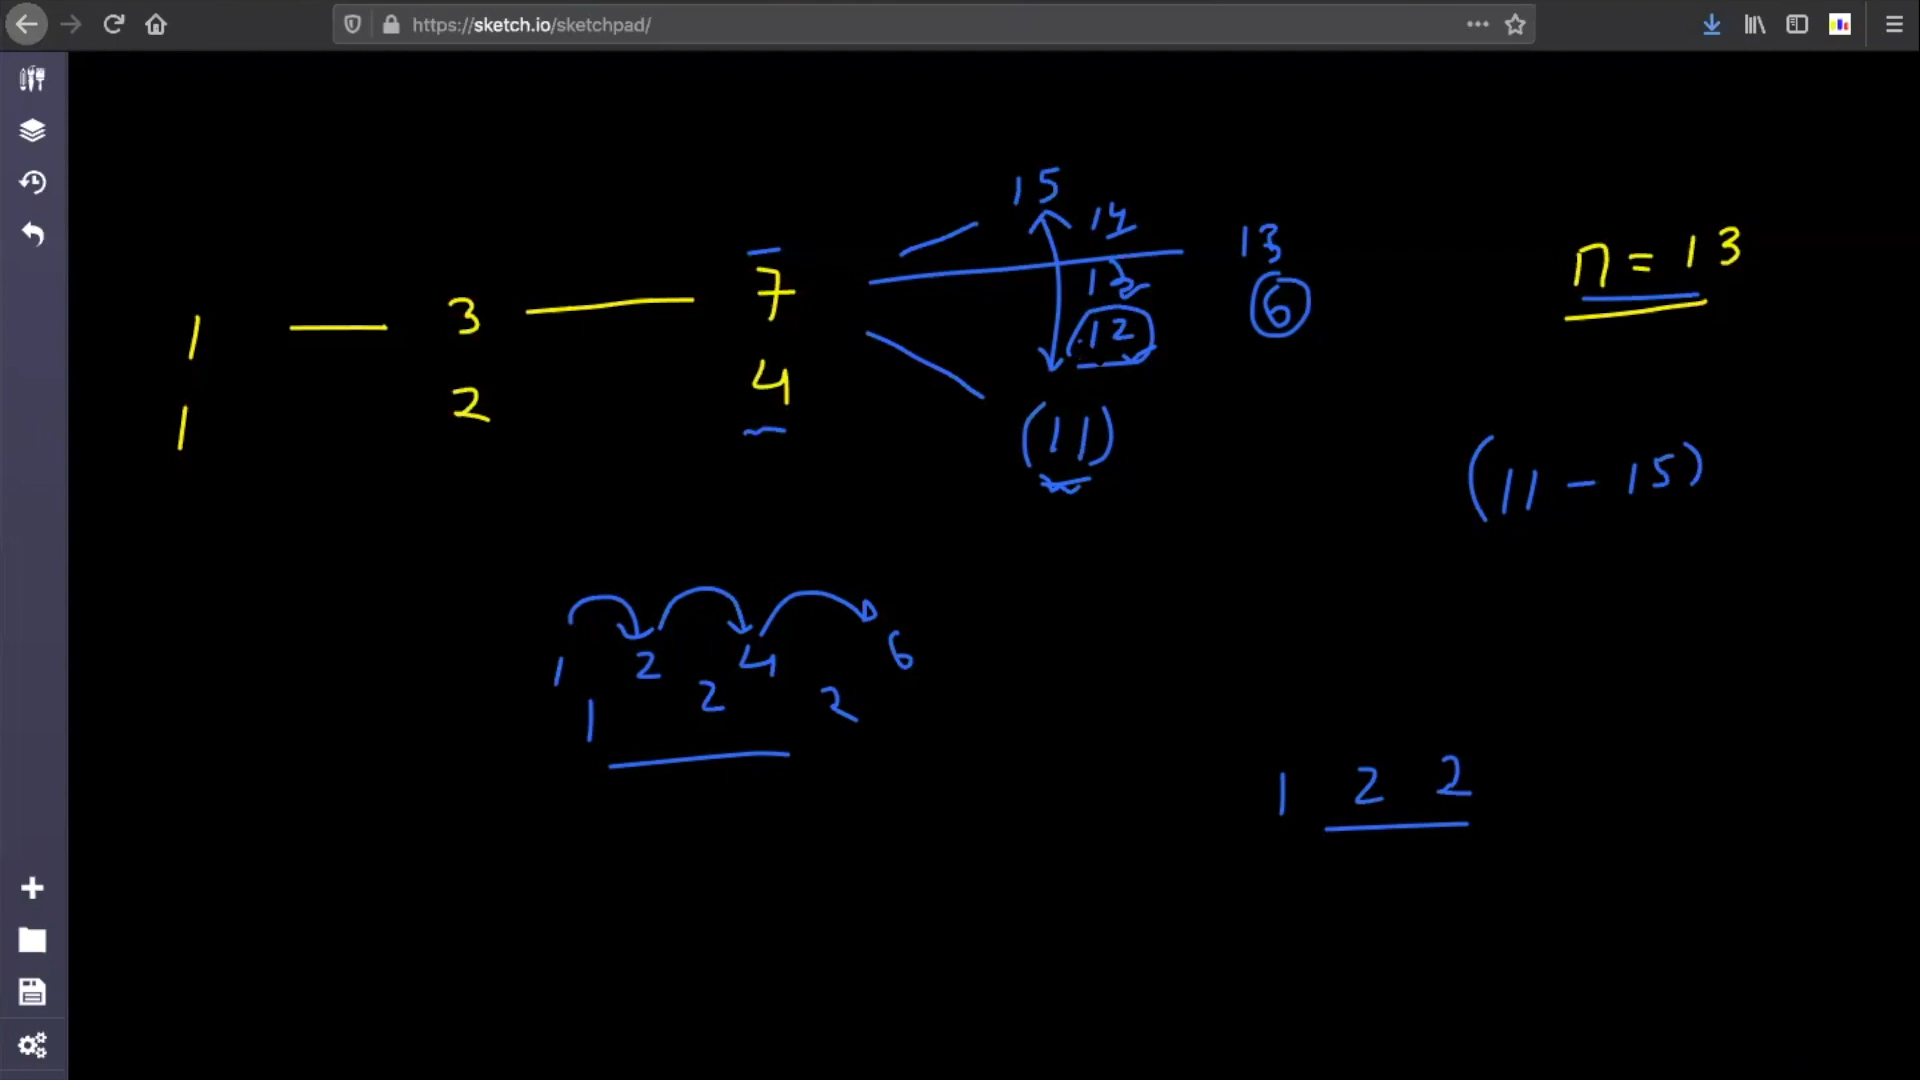 https://sketch.io/sketchpad/
15
14
13
n = 13
7
13
6
1
3
12
4
1
2
(11)
(11 - 15)
1 2 4 6
1 2 2
1 2 2